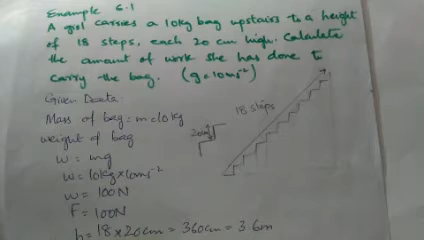 Example 6.1
A girl carries a 10kg bag upstairs to a height
of 18 steps, each 20 cm high. Calculate
the amount of work she has done to
carry the bag. (g=10ms⁻²)
Given Data:
Mass of bag = m = 10kg
weight of bag
w = mg
w = 10kg×10ms⁻²
w = 100N
F = 100N
h = 18×20cm = 360cm = 3.6m
18 steps
20cm